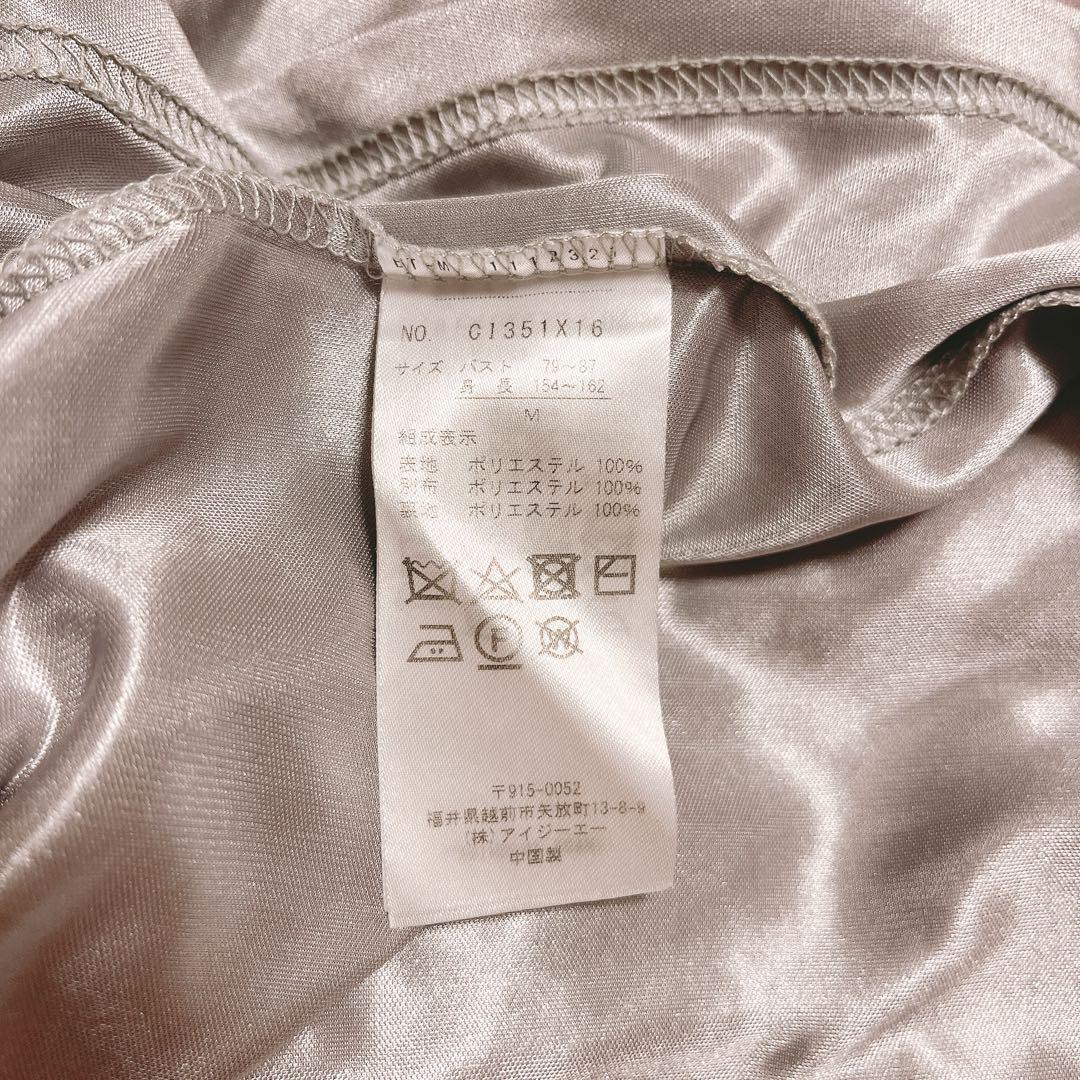 111232
NO. CI351X16
サイズ バスト 79～87
身 長 154～162
M
組成表示
表地 ポリエステル 100%
別布 ポリエステル 100%
裏地 ポリエステル 100%
〒915-0052
福井県越前市矢放町13-8-9
(株)アイジーエー
中国製